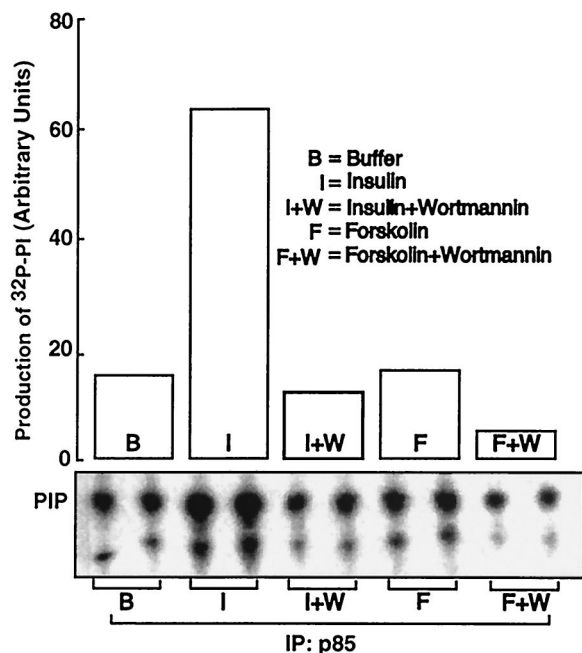 Production of ³²P-PI (Arbitrary Units)
80
60
40
20
0
B = Buffer
I = Insulin
I+W = Insulin+Wortmannin
F = Forskolin
F+W = Forskolin+Wortmannin
B I I+W F F+W
PIP
B I I+W F F+W
IP: p85